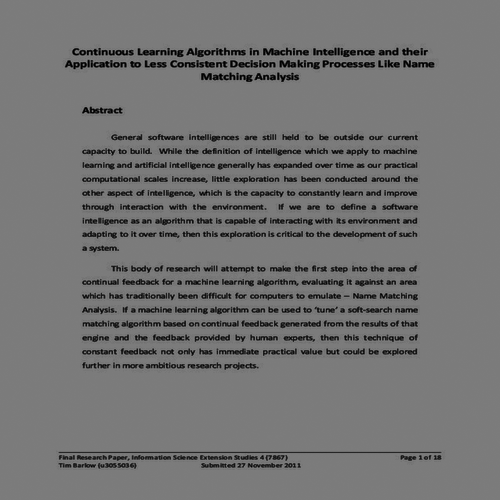 Continuous Learning Algorithms in Machine Intelligence and their
Application to Less Consistent Decision Making Processes Like Name
Matching Analysis
Abstract
General software intelligences are still held to be outside our current
capacity to build. While the definition of intelligence which we apply to machine
learning and artificial intelligence generally has expanded over time as our practical
computational scales increase, little exploration has been conducted around the
other aspect of intelligence, which is the capacity to constantly learn and improve
through interaction with the environment. If we are to define a software
intelligence as an algorithm that is capable of interacting with its environment and
adapting to it over time, then this exploration is critical to the development of such
a system.
This body of research will attempt to make the first step into the area of
continual feedback for a machine learning algorithm, evaluating it against an area
which has traditionally been difficult for computers to emulate – Name Matching
Analysis. If a machine learning algorithm can be used to 'tune' a soft-search name
matching algorithm based on continual feedback generated from the results of that
engine and the feedback provided by human experts, then this technique of
constant feedback not only has immediate practical value but could be explored
further in more ambitious research projects.
Final Research Paper, Information Science Extension Studies 4 (7867) Page 1 of 18
Tim Barlow (u3055036) Submitted 27 November 2011